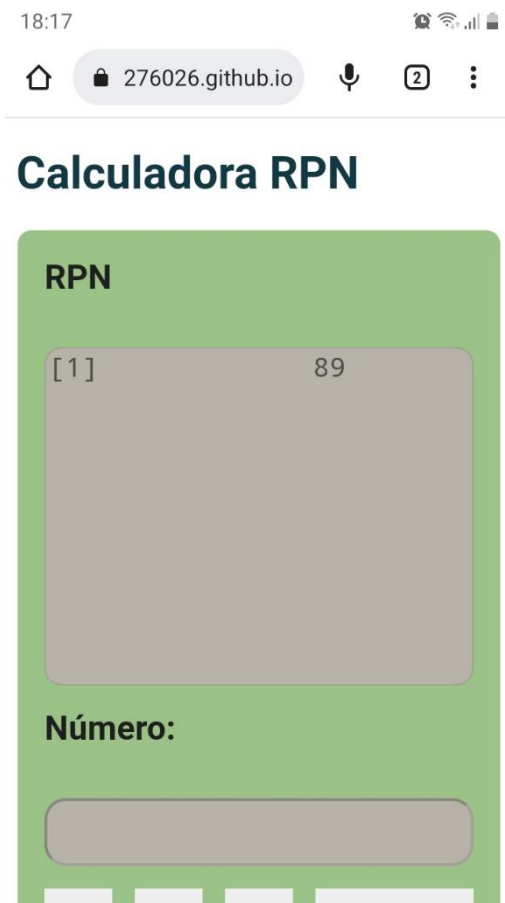 18:17
276026.github.io
2
Calculadora RPN
RPN
[1] 89
Número: